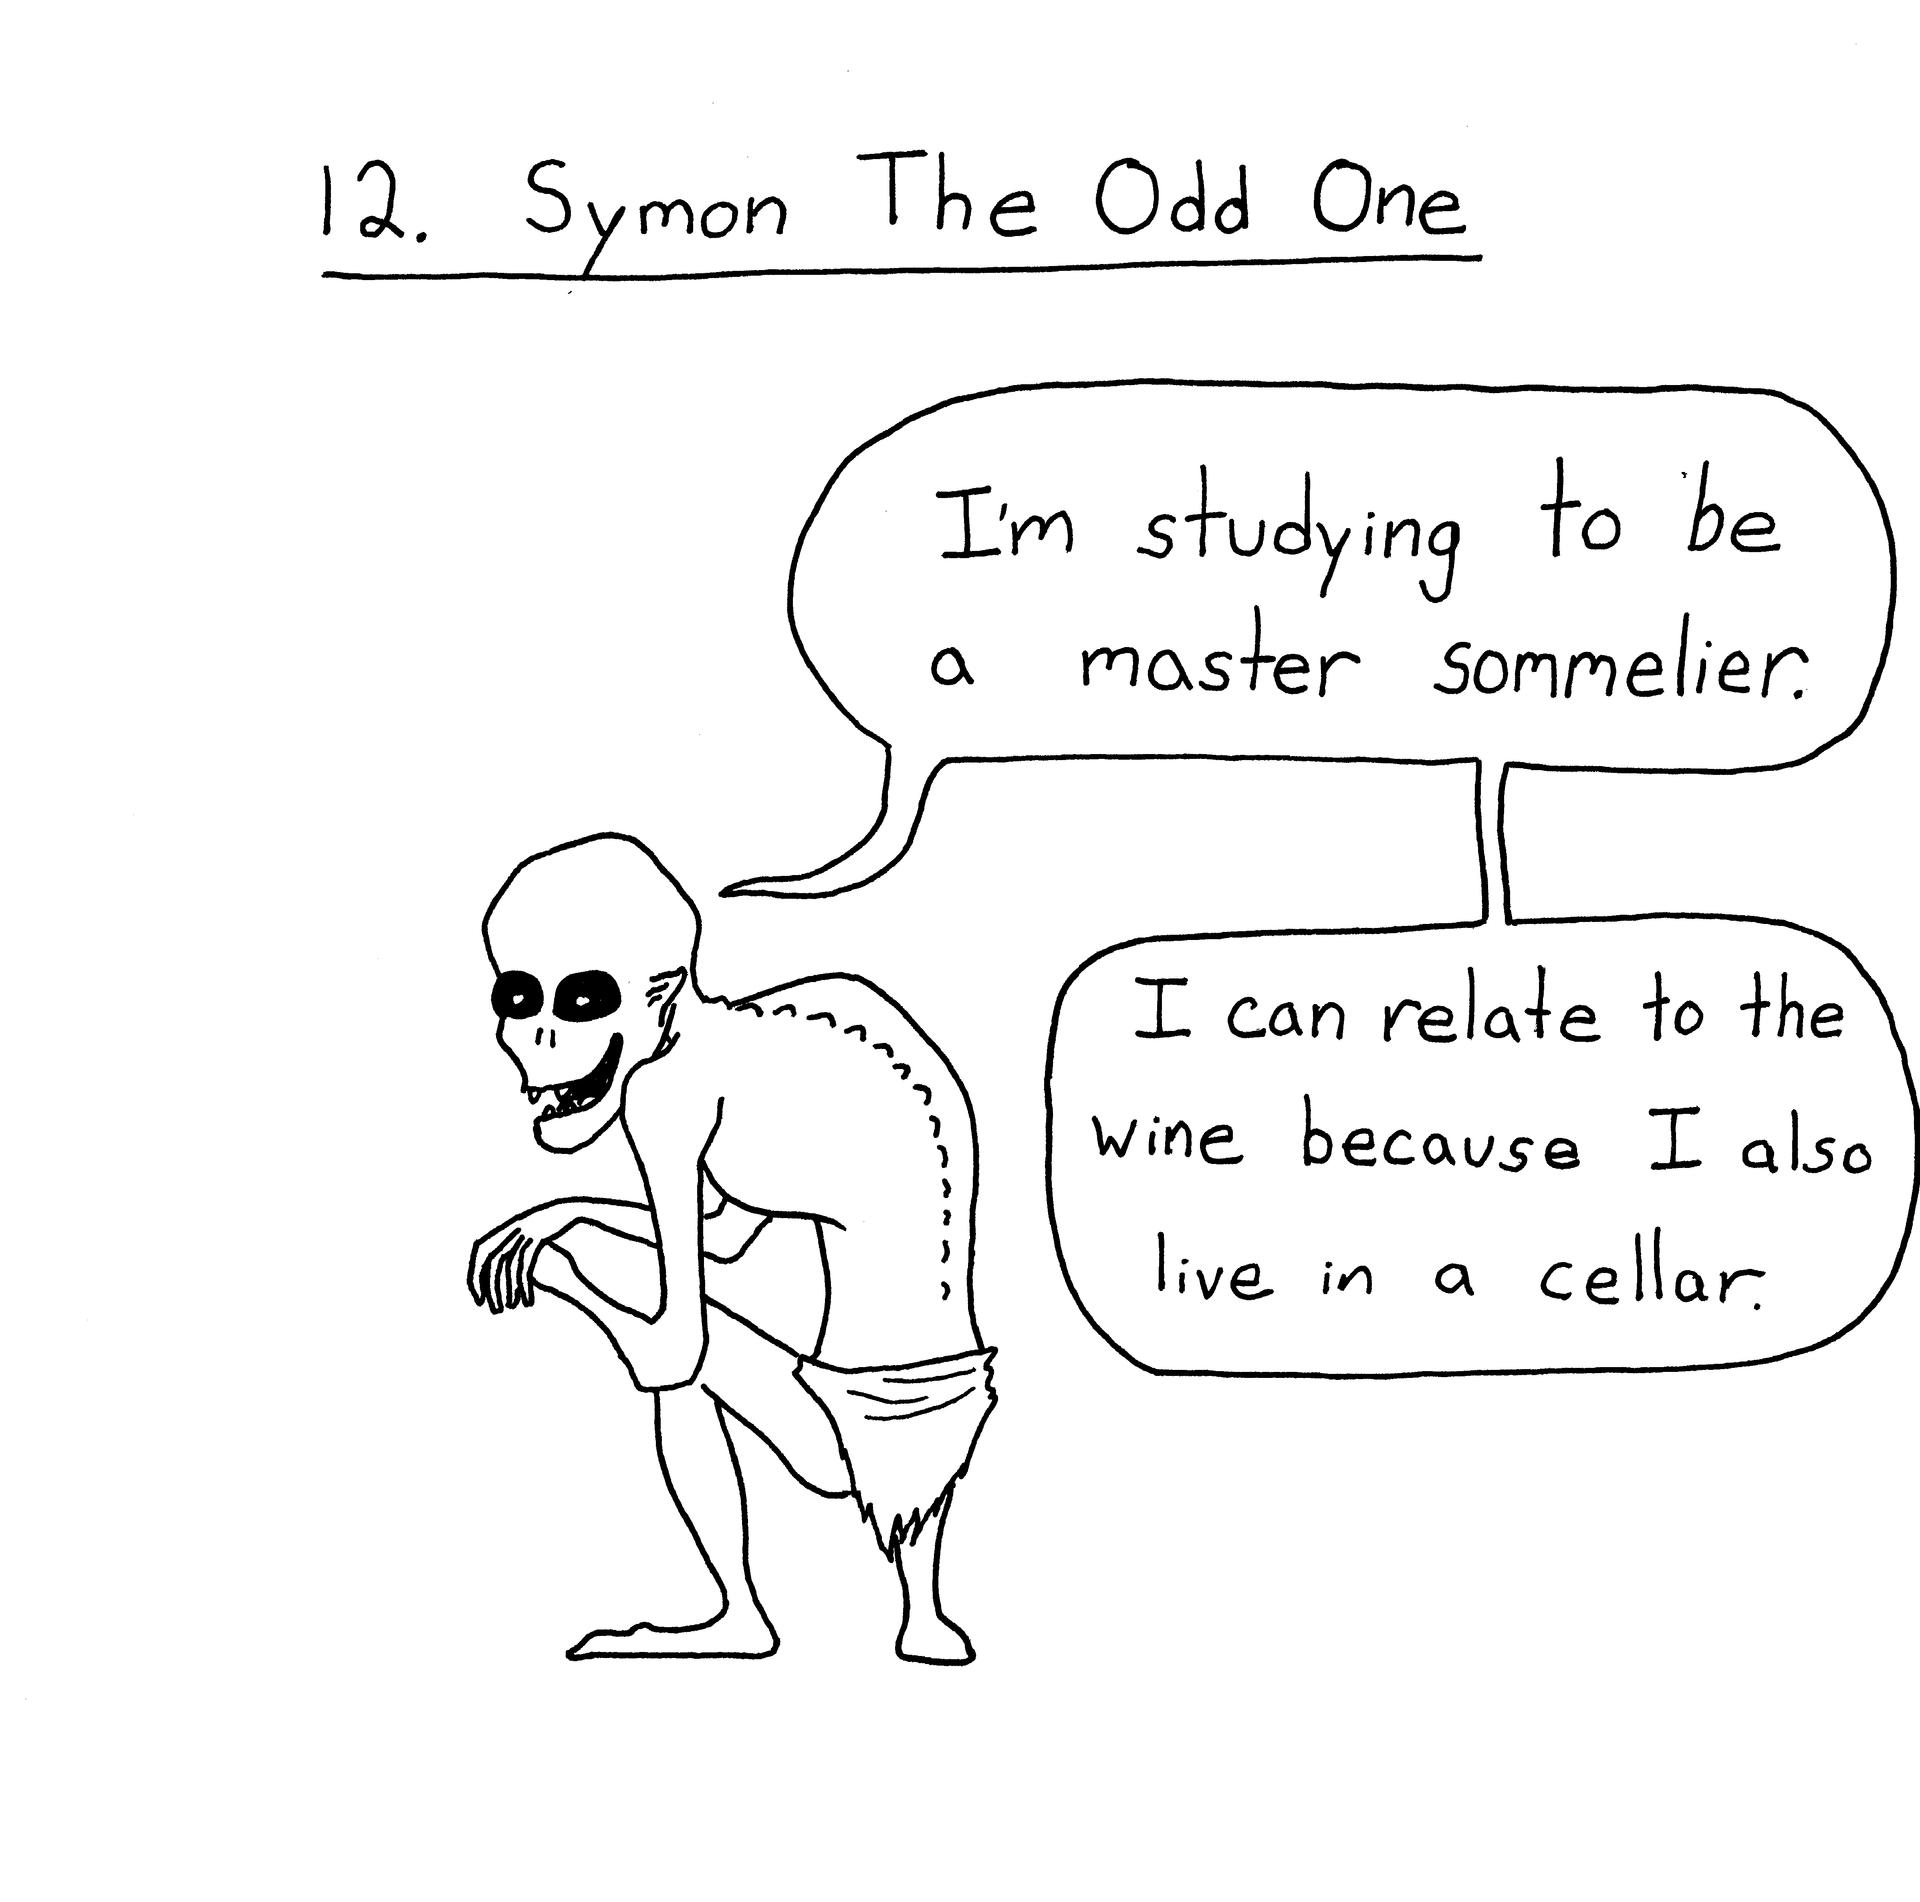 12. Symon The Odd One
I'm studying to be
a master sommelier.
I can relate to the
wine because I also
live in a cellar.